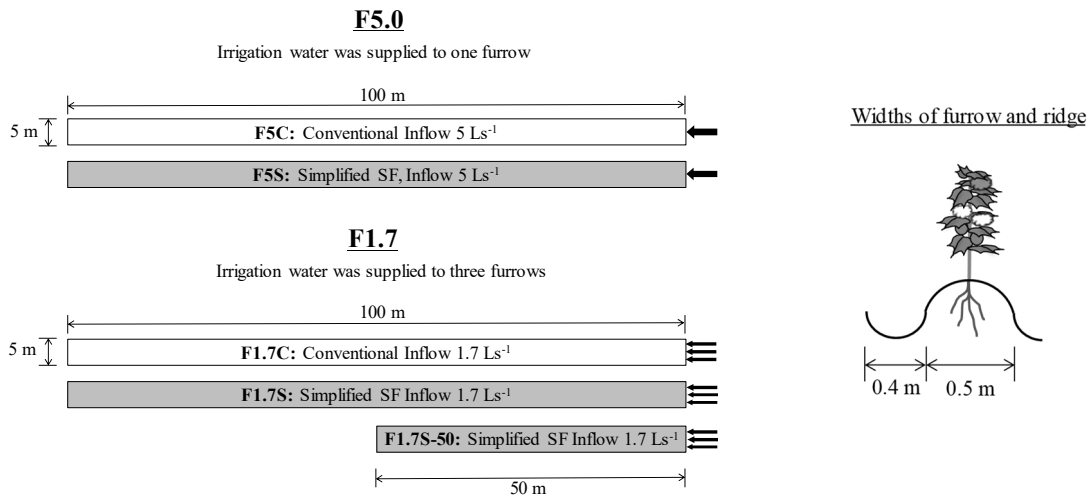 F5.0
Irrigation water was supplied to one furrow
100 m
5 m
F5C: Conventional Inflow 5 Ls⁻¹
F5S: Simplified SF, Inflow 5 Ls⁻¹
F1.7
Irrigation water was supplied to three furrows
100 m
5 m
F1.7C: Conventional Inflow 1.7 Ls⁻¹
F1.7S: Simplified SF Inflow 1.7 Ls⁻¹
F1.7S-50: Simplified SF Inflow 1.7 Ls⁻¹
50 m
Widths of furrow and ridge
0.4 m
0.5 m